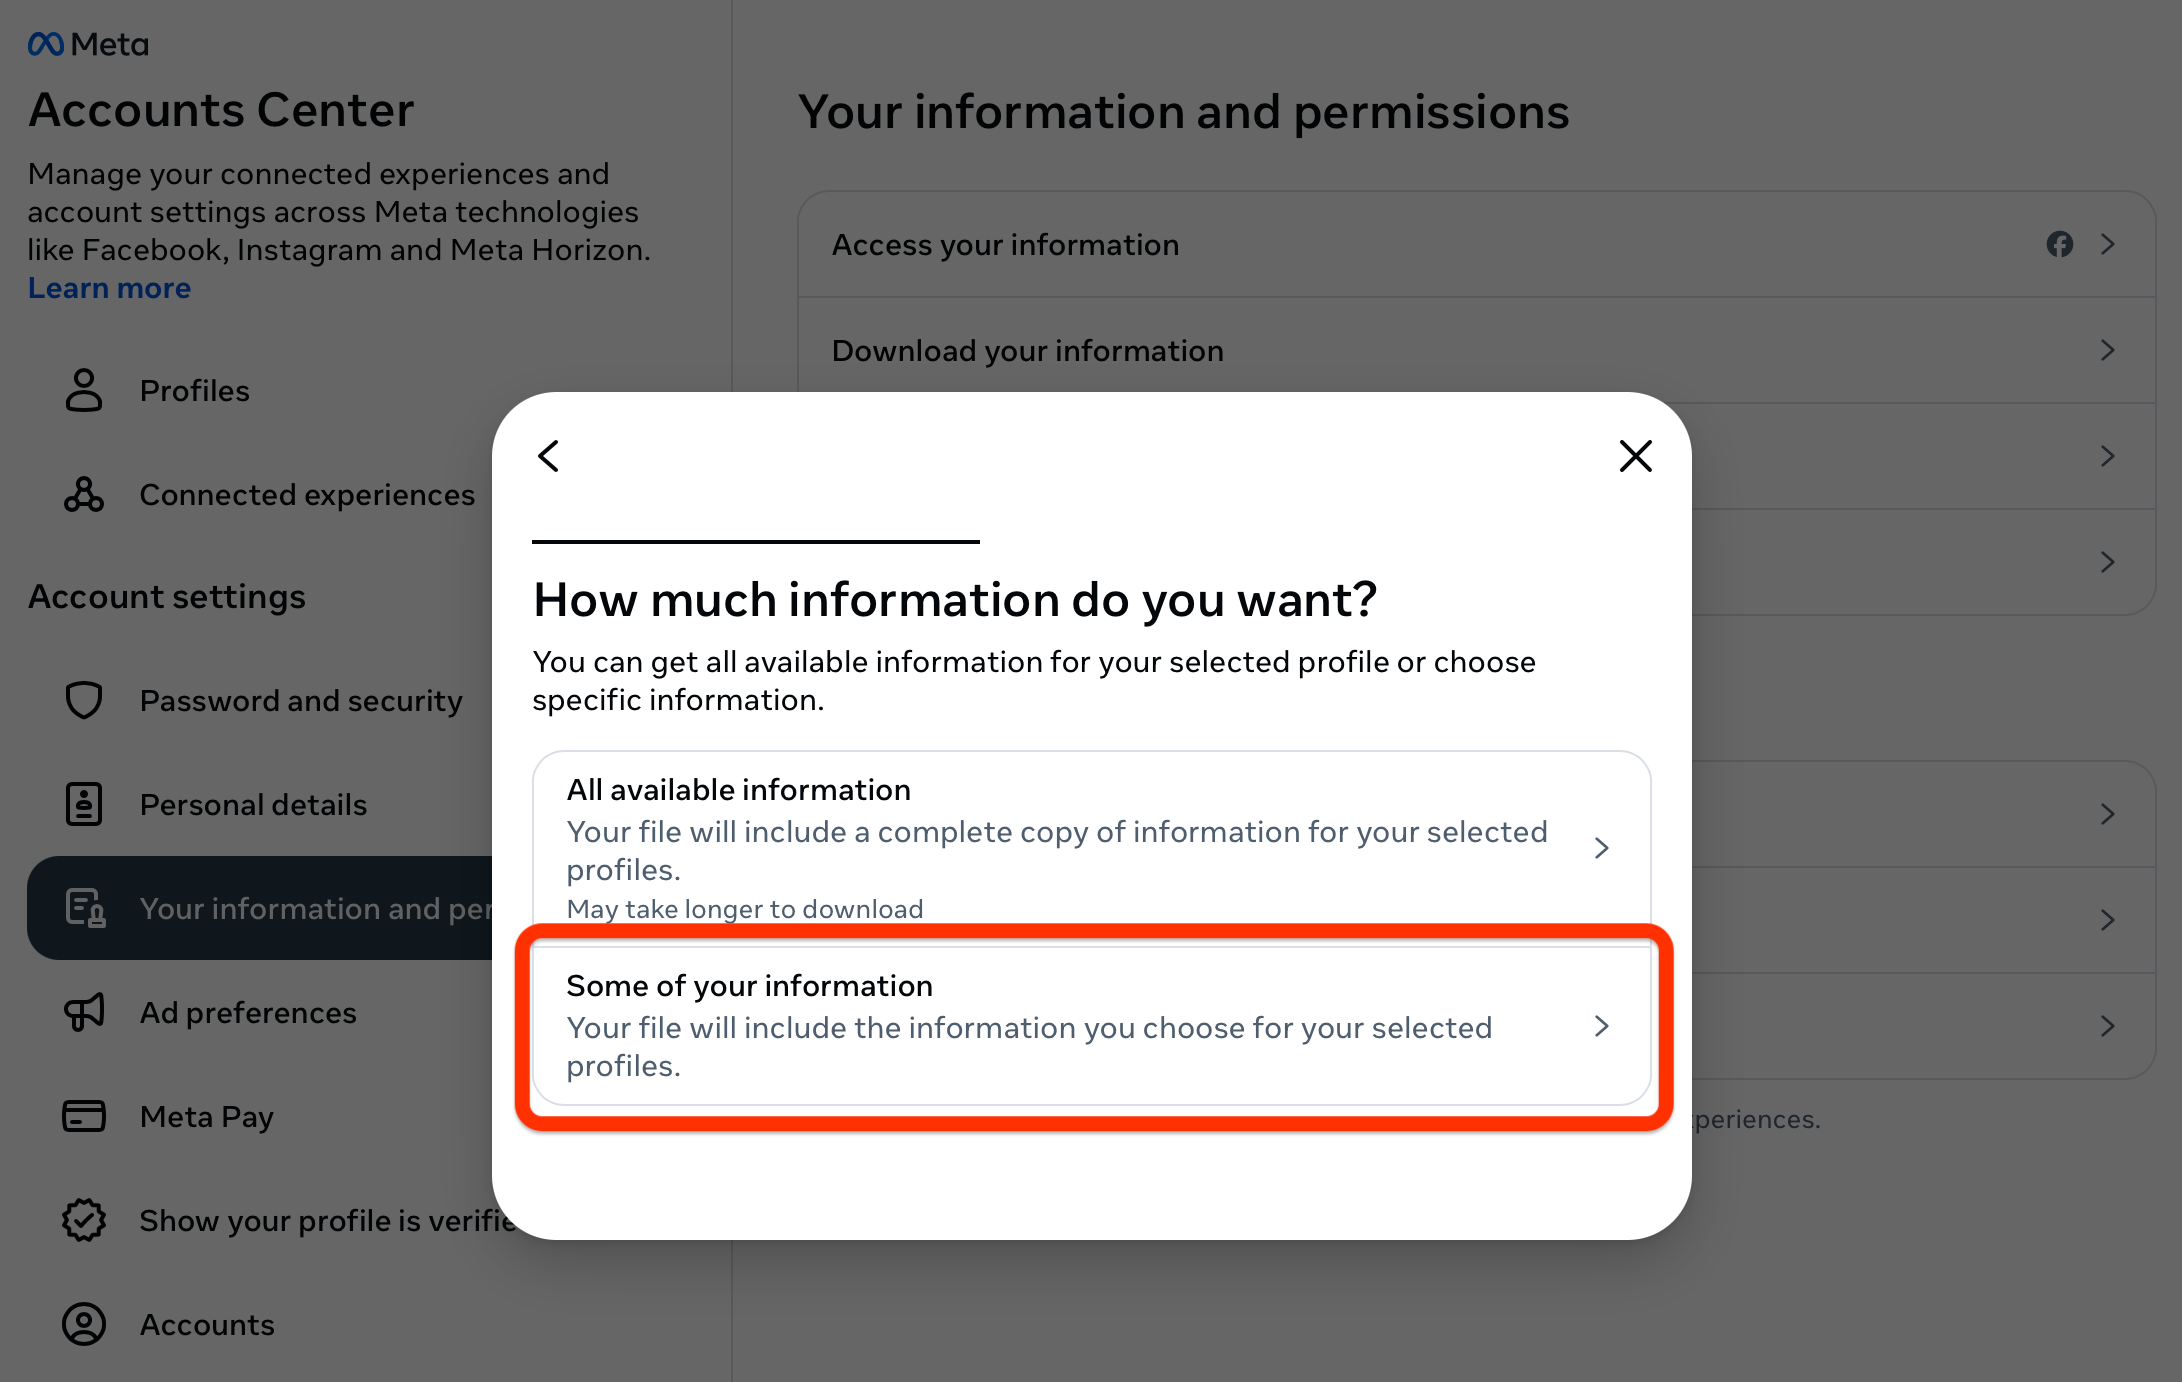 Meta
Accounts Center
Manage your connected experiences and
account settings across Meta technologies
like Facebook, Instagram and Meta Horizon.
Learn more
Profiles
Connected experiences
Account settings
Password and security
Personal details
Your information and per
Ad preferences
Meta Pay
Show your profile is verifie
Accounts
Your information and permissions
Access your information
Download your information
How much information do you want?
You can get all available information for your selected profile or choose
specific information.
All available information
Your file will include a complete copy of information for your selected
profiles.
May take longer to download
Some of your information
Your file will include the information you choose for your selected
profiles.
periences.